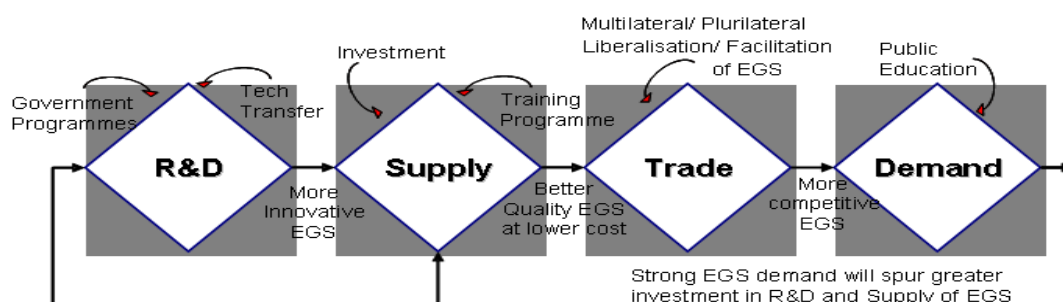 Government
Programmes
Tech
Transfer
R&D
More
Innovative
EGS
Investment
Training
Programme
Supply
Better
Quality EGS
at lower cost
Multilateral/ Plurilateral
Liberalisation/ Facilitation
of EGS
Trade
More
competitive
EGS
Public
Education
Demand
Strong EGS demand will spur greater
investment in R&D and Supply of EGS